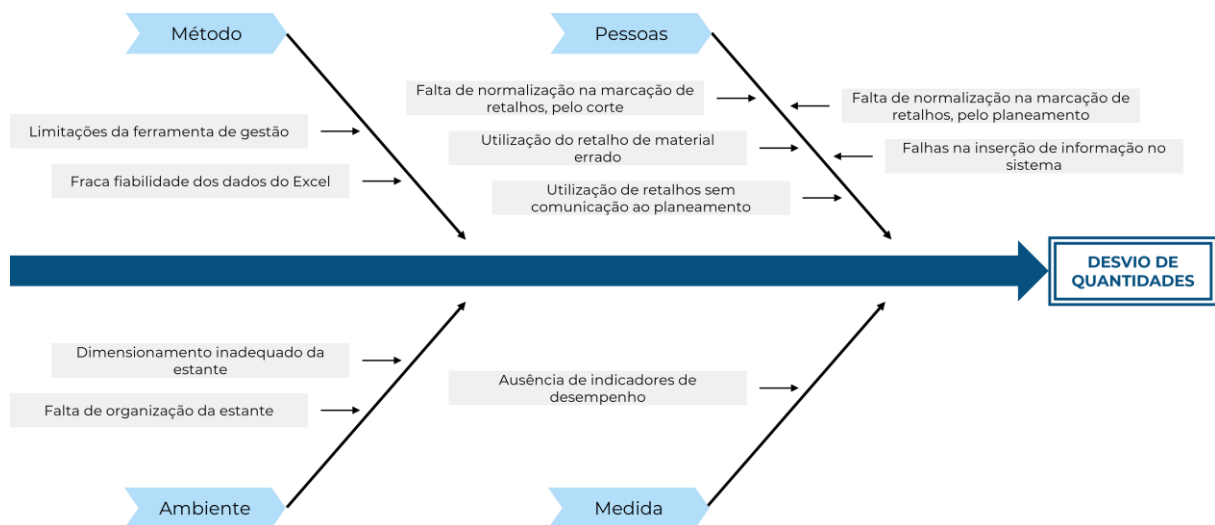 Método
Pessoas
Falta de normalização na marcação de
retalhos, pelo corte
Falta de normalização na marcação de
retalhos, pelo planeamento
Limitações da ferramenta de gestão
Utilização do retalho de material
errado
Falhas na inserção de informação no
sistema
Fraca fiabilidade dos dados do Excel
Utilização de retalhos sem
comunicação ao planeamento
DESVIO DE
QUANTIDADES
Dimensionamento inadequado da
estante
Falta de organização da estante
Ausência de indicadores de
desempenho
Ambiente
Medida